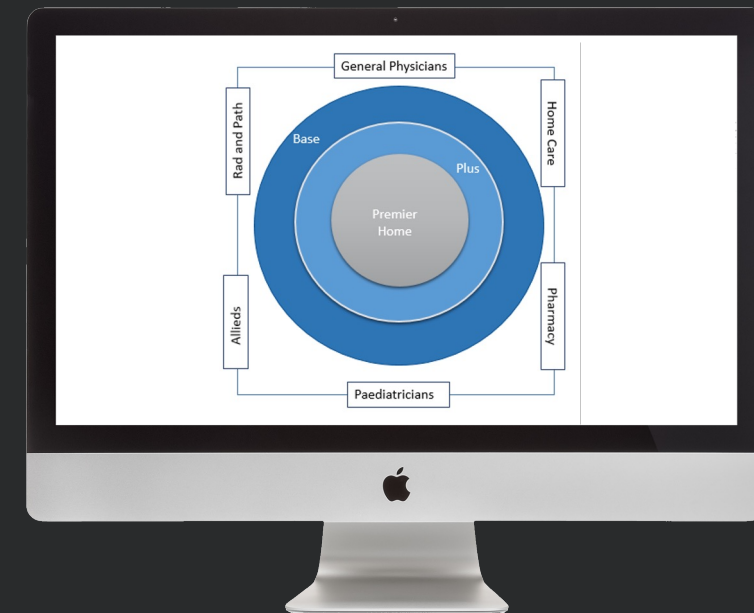 General Physicians
Rad and Path
Home Care
Base
Plus
Premier
Home
Allieds
Pharmacy
Paediatricians